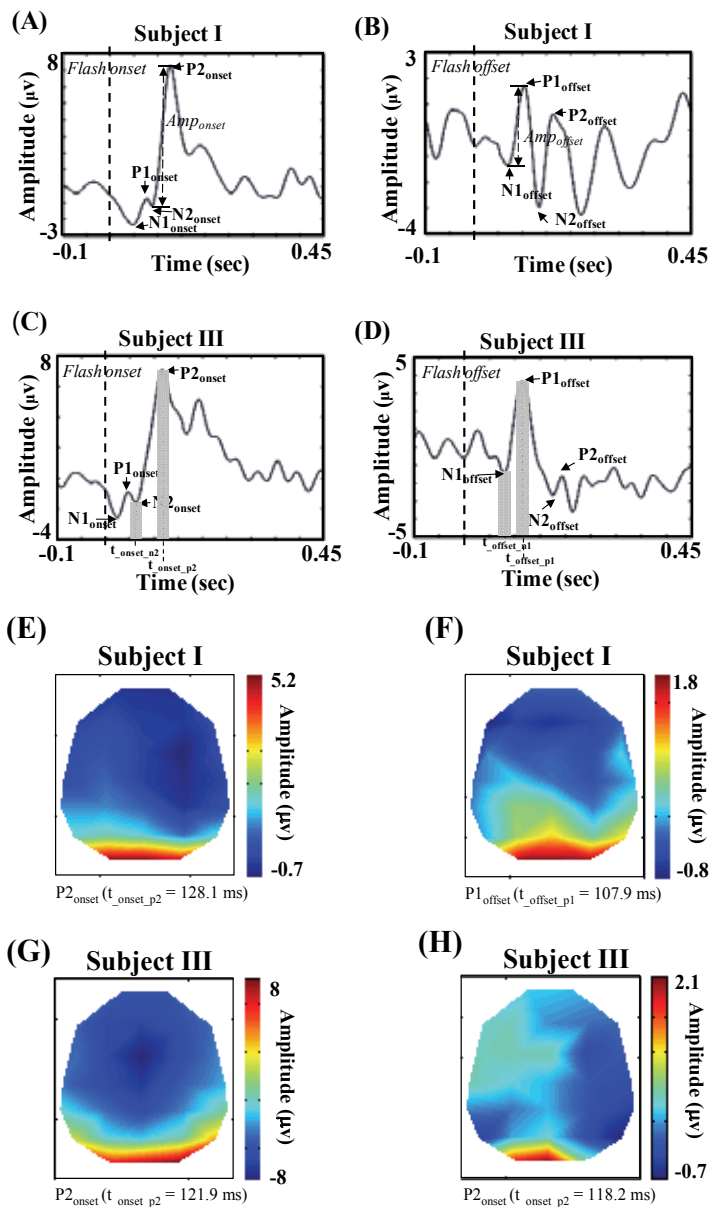 (A)
Subject I
8
Flash onset
P2onset
Amponset
P1onset
N2onset
N1onset
Amplitude (μv)
-3
-0.1
0.45
Time (sec)
(B)
Subject I
3
Flash offset
P1offset
P2offset
Ampoffset
N1offset
N2offset
Amplitude (μv)
-4
-0.1
0.45
Time (sec)
(C)
Subject III
8
Flash onset
P2onset
P1onset
N2onset
N1onset
Amplitude (μv)
-4
-0.1
0.45
t_onset_n2
t_onset_p2
Time (sec)
(D)
Subject III
5
Flash offset
P1offset
N1offset
P2offset
N2offset
Amplitude (μv)
-5
-0.1
0.45
t_offset_n1
t_offset_p1
Time (sec)
(E)
Subject I
5.2
Amplitude (μv)
-0.7
P2onset (t_onset_p2 = 128.1 ms)
(F)
Subject I
1.8
Amplitude (μv)
-0.8
P1offset (t_offset_p1 = 107.9 ms)
(G)
Subject III
8
Amplitude (μv)
-8
P2onset (t_onset_p2 = 121.9 ms)
(H)
Subject III
2.1
Amplitude (μv)
-0.7
P2onset (t_onset_p2 = 118.2 ms)